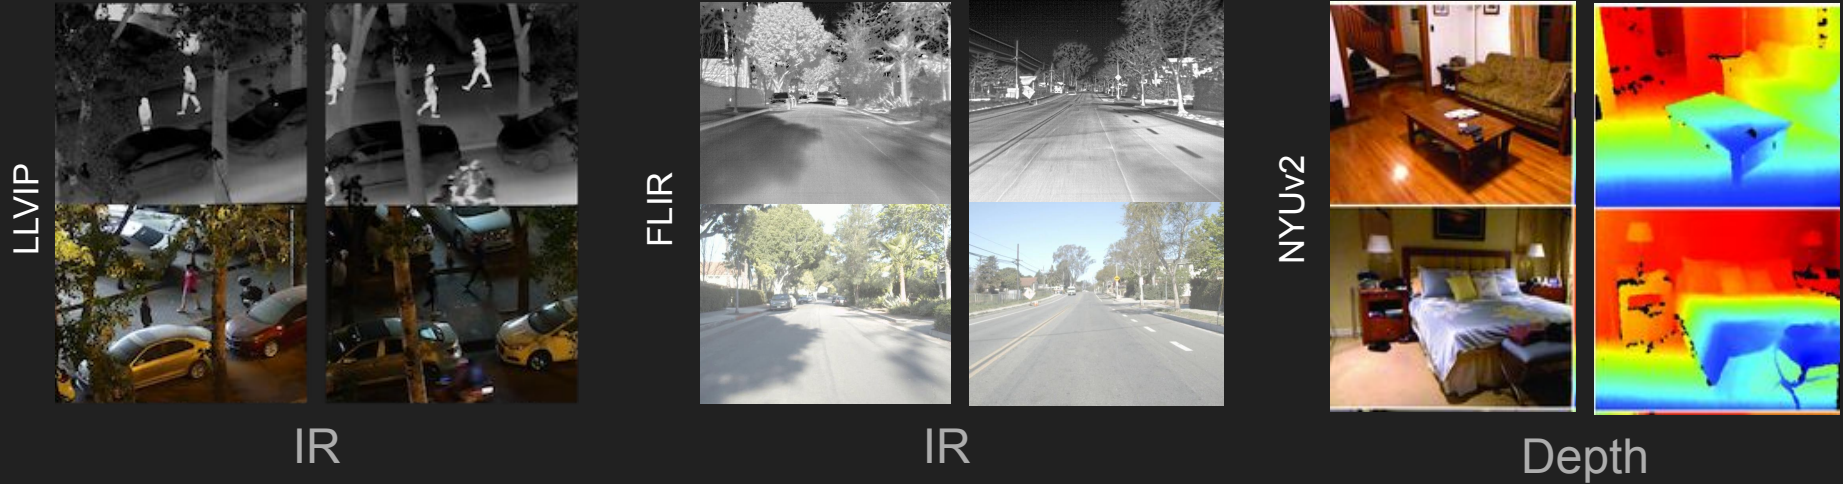 LLVIP
IR
FLIR
IR
NYUv2
Depth